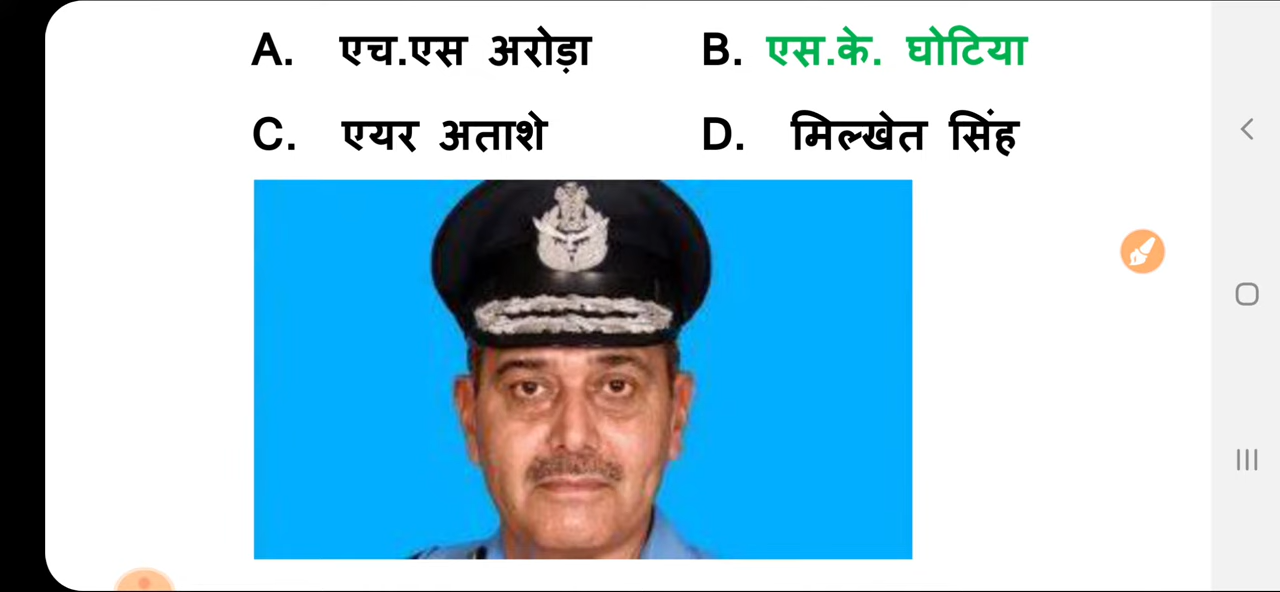 A. एच.एस अरोड़ा B. एस.के. घोटिया
C. एयर अताशे D. मिल्खेत सिंह